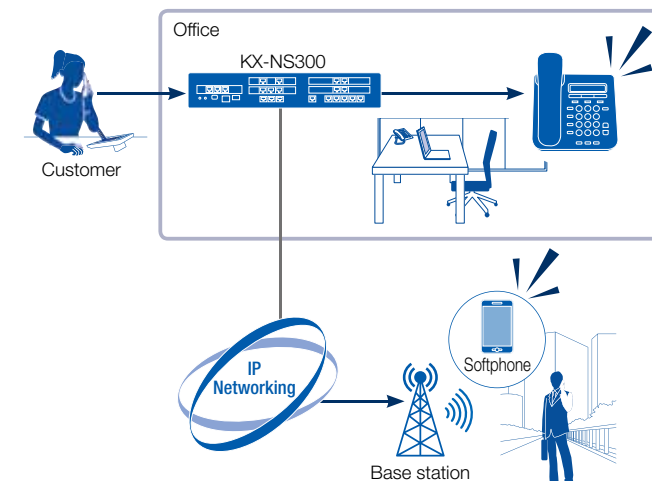 Office
KX-NS300
Customer
IP
Networking
Softphone
Base station